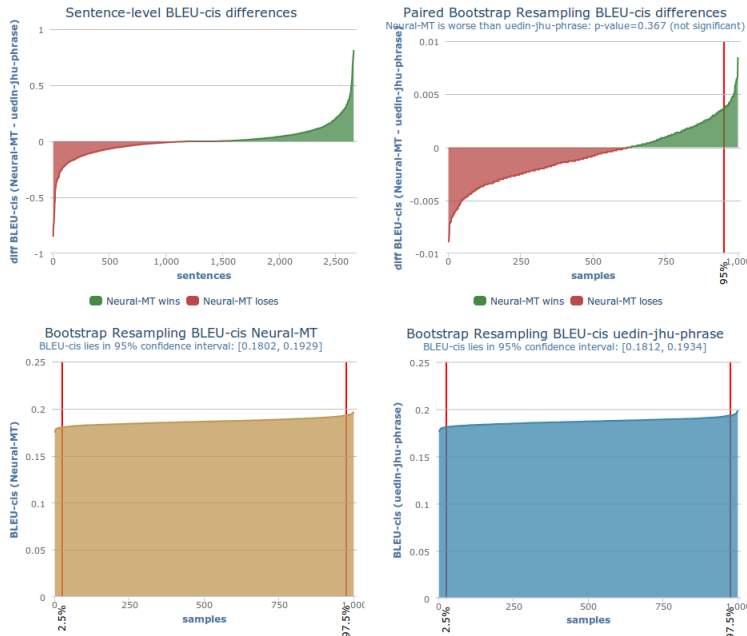 Sentence-level BLEU-cis differences
diff BLEU-cis (Neural-MT - uedin-jhu-phrase)
1
0.5
0
-0.5
-1
0
500
1,000
1,500
2,000
2,500
sentences
Neural-MT wins
Neural-MT loses
Paired Bootstrap Resampling BLEU-cis differences
Neural-MT is worse than uedin-jhu-phrase: p-value=0.367 (not significant)
diff BLEU-cis (Neural-MT - uedin-jhu-phrase)
0.01
0.005
0
-0.005
-0.01
0
250
500
750
1,000
95%
samples
Neural-MT wins
Neural-MT loses
Bootstrap Resampling BLEU-cis Neural-MT
BLEU-cis lies in 95% confidence interval: [0.1802, 0.1929]
BLEU-cis (Neural-MT)
0.25
0.2
0.15
0.1
0.05
0
0
250
500
750
1,000
2.5%
97.5%
samples
Bootstrap Resampling BLEU-cis uedin-jhu-phrase
BLEU-cis lies in 95% confidence interval: [0.1812, 0.1934]
BLEU-cis (uedin-jhu-phrase)
0.25
0.2
0.15
0.1
0.05
0
0
250
500
750
1,000
2.5%
97.5%
samples